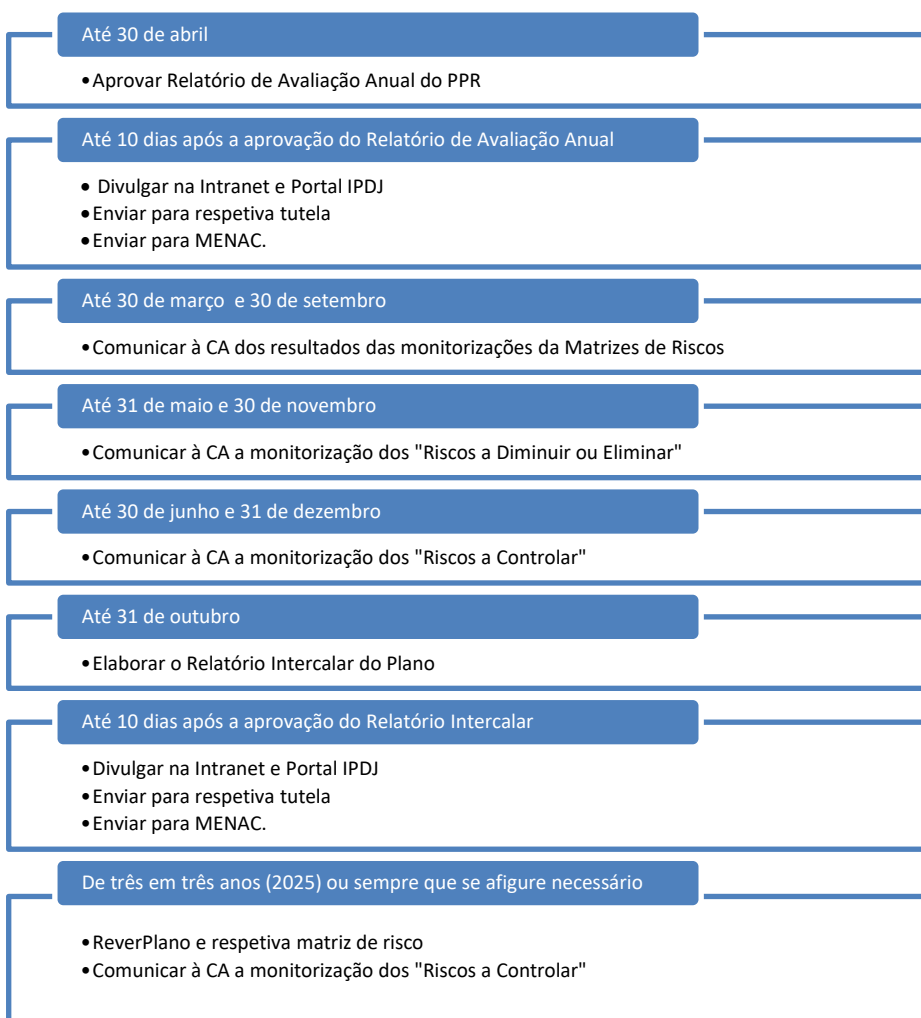 Até 30 de abril
•Aprovar Relatório de Avaliação Anual do PPR
Até 10 dias após a aprovação do Relatório de Avaliação Anual
• Divulgar na Intranet e Portal IPDJ
•Enviar para respetiva tutela
•Enviar para MENAC.
Até 30 de março e 30 de setembro
•Comunicar à CA dos resultados das monitorizações da Matrizes de Riscos
Até 31 de maio e 30 de novembro
•Comunicar à CA a monitorização dos "Riscos a Diminuir ou Eliminar"
Até 30 de junho e 31 de dezembro
•Comunicar à CA a monitorização dos "Riscos a Controlar"
Até 31 de outubro
•Elaborar o Relatório Intercalar do Plano
Até 10 dias após a aprovação do Relatório Intercalar
•Divulgar na Intranet e Portal IPDJ
•Enviar para respetiva tutela
•Enviar para MENAC.
De três em três anos (2025) ou sempre que se afigure necessário
•ReverPlano e respetiva matriz de risco
•Comunicar à CA a monitorização dos "Riscos a Controlar"